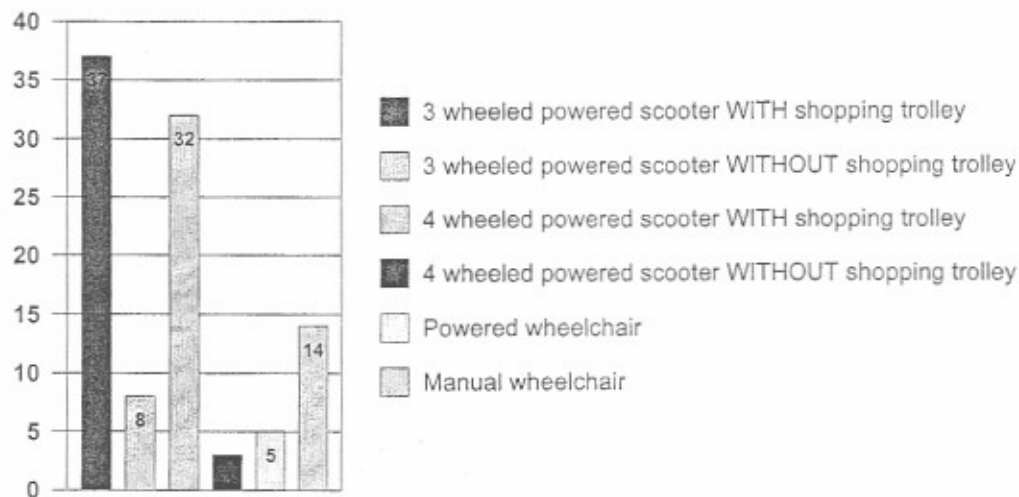 40
35
30
25
20
15
10
5
0
37
8
32
5
14
3 wheeled powered scooter WITH shopping trolley
3 wheeled powered scooter WITHOUT shopping trolley
4 wheeled powered scooter WITH shopping trolley
4 wheeled powered scooter WITHOUT shopping trolley
Powered wheelchair
Manual wheelchair